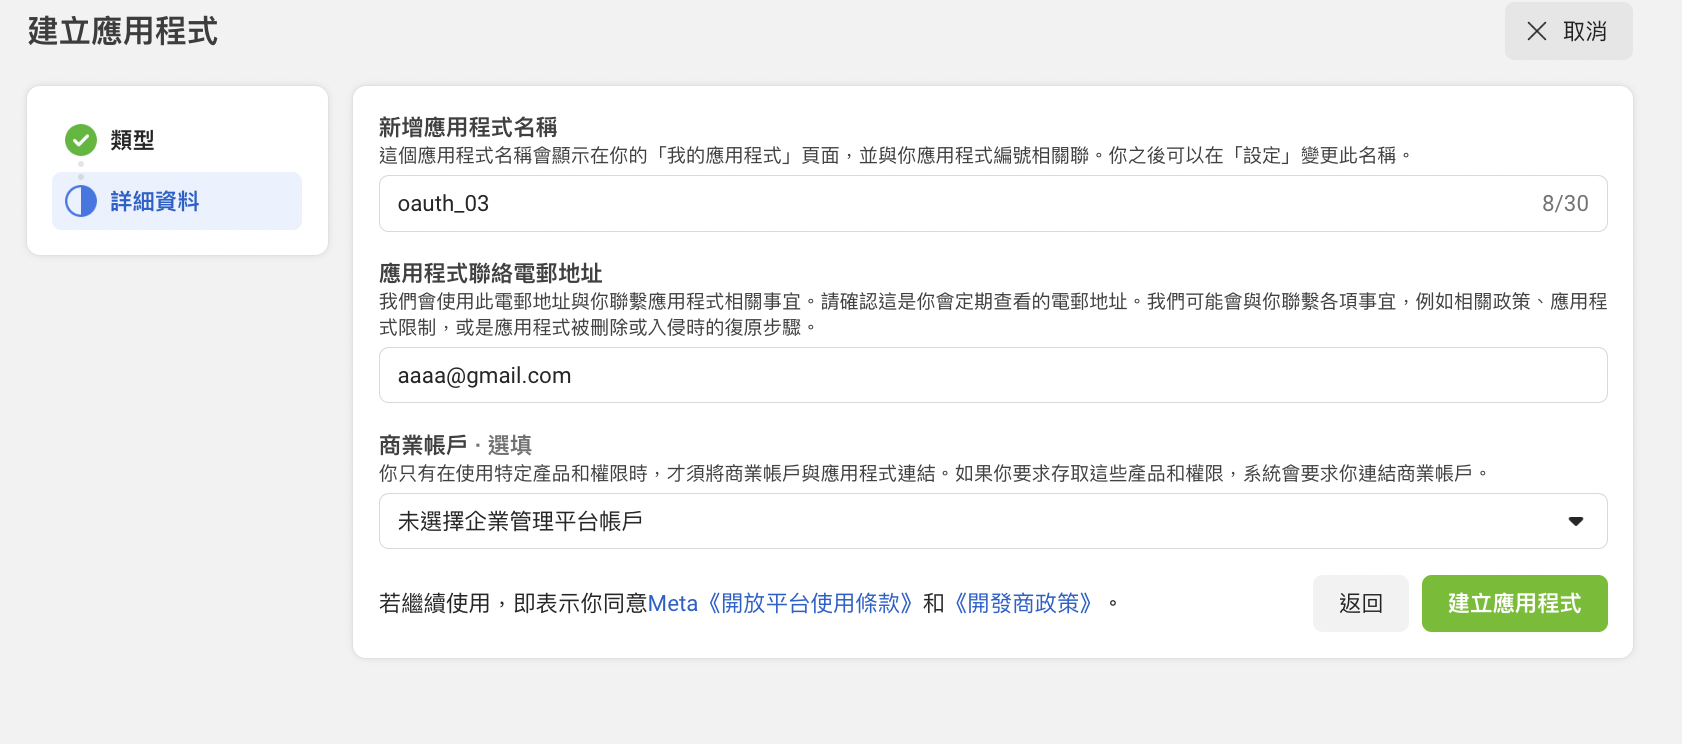 建立應用程式
取消
類型
詳細資料
新增應用程式名稱
這個應用程式名稱會顯示在你的「我的應用程式」頁面，並與你應用程式編號相關聯。你之後可以在「設定」變更此名稱。
oauth_03
8/30
應用程式聯絡電郵地址
我們會使用此電郵地址與你聯繫應用程式相關事宜。請確認這是你會定期查看的電郵地址。我們可能會與你聯繫各項事宜，例如相關政策、應用程
式限制，或是應用程式被刪除或入侵時的復原步驟。
aaaa@gmail.com
商業帳戶 · 選填
你只有在使用特定產品和權限時，才須將商業帳戶與應用程式連結。如果你要求存取這些產品和權限，系統會要求你連結商業帳戶。
未選擇企業管理平台帳戶
若繼續使用，即表示你同意Meta《開放平台使用條款》和《開發商政策》。
返回
建立應用程式